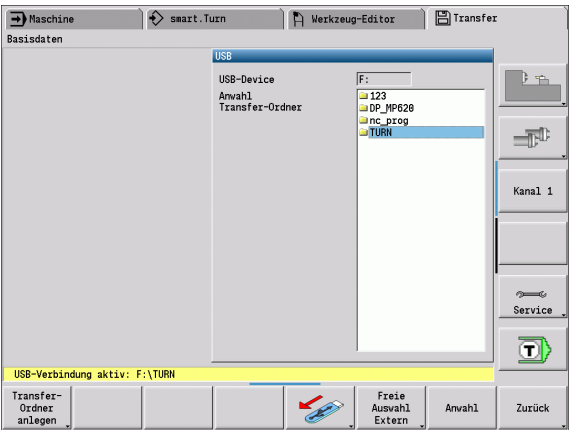 Maschine
smart.Turn
Werkzeug-Editor
Transfer
Basisdaten
USB
USB-Device F:
Anwahl
Transfer-Ordner
123
DP_MP620
nc_prog
TURN
Kanal 1
Service
T
USB-Verbindung aktiv: F:\TURN
Transfer-
Ordner
anlegen
Freie
Auswahl
Extern
Anwahl
Zurück